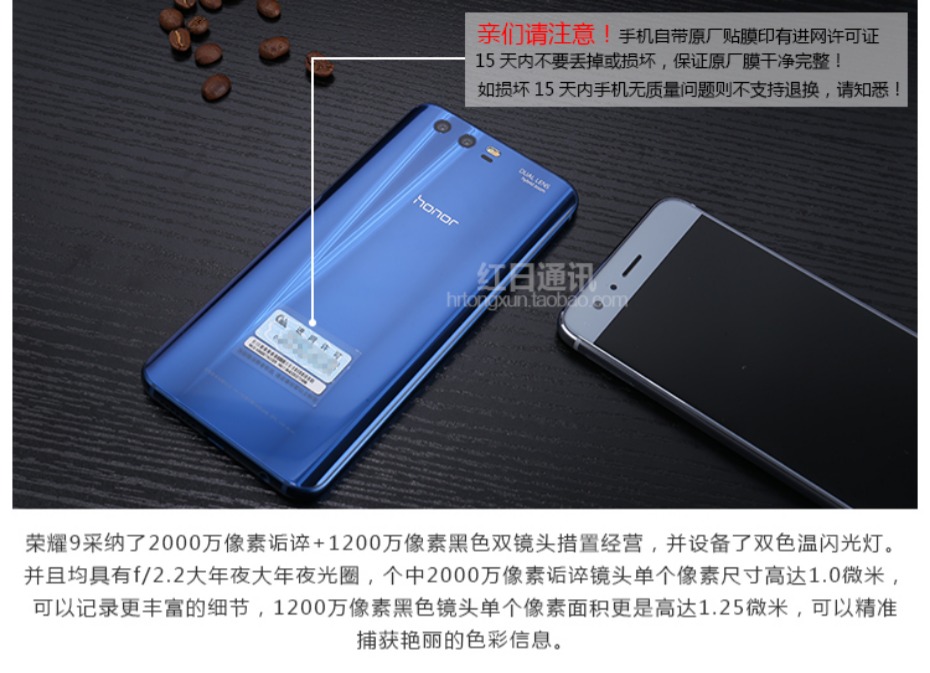 亲们请注意！手机自带原厂贴膜印有进网许可证
15 天内不要丢掉或损坏，保证原厂膜干净完整！
如损坏 15 天内手机无质量问题则不支持退换，请知悉！
DUAL LENS
honor
红日通讯
hrtongxun.taobao.com
进网许可
荣耀9采纳了2000万像素诟谇+1200万像素黑色双镜头措置经营，并设备了双色温闪光灯。
并且均具有f/2.2大年夜大年夜光圈，个中2000万像素诟谇镜头单个像素尺寸高达1.0微米，
可以记录更丰富的细节，1200万像素黑色镜头单个像素面积更是高达1.25微米，可以精准
捕获艳丽的色彩信息。